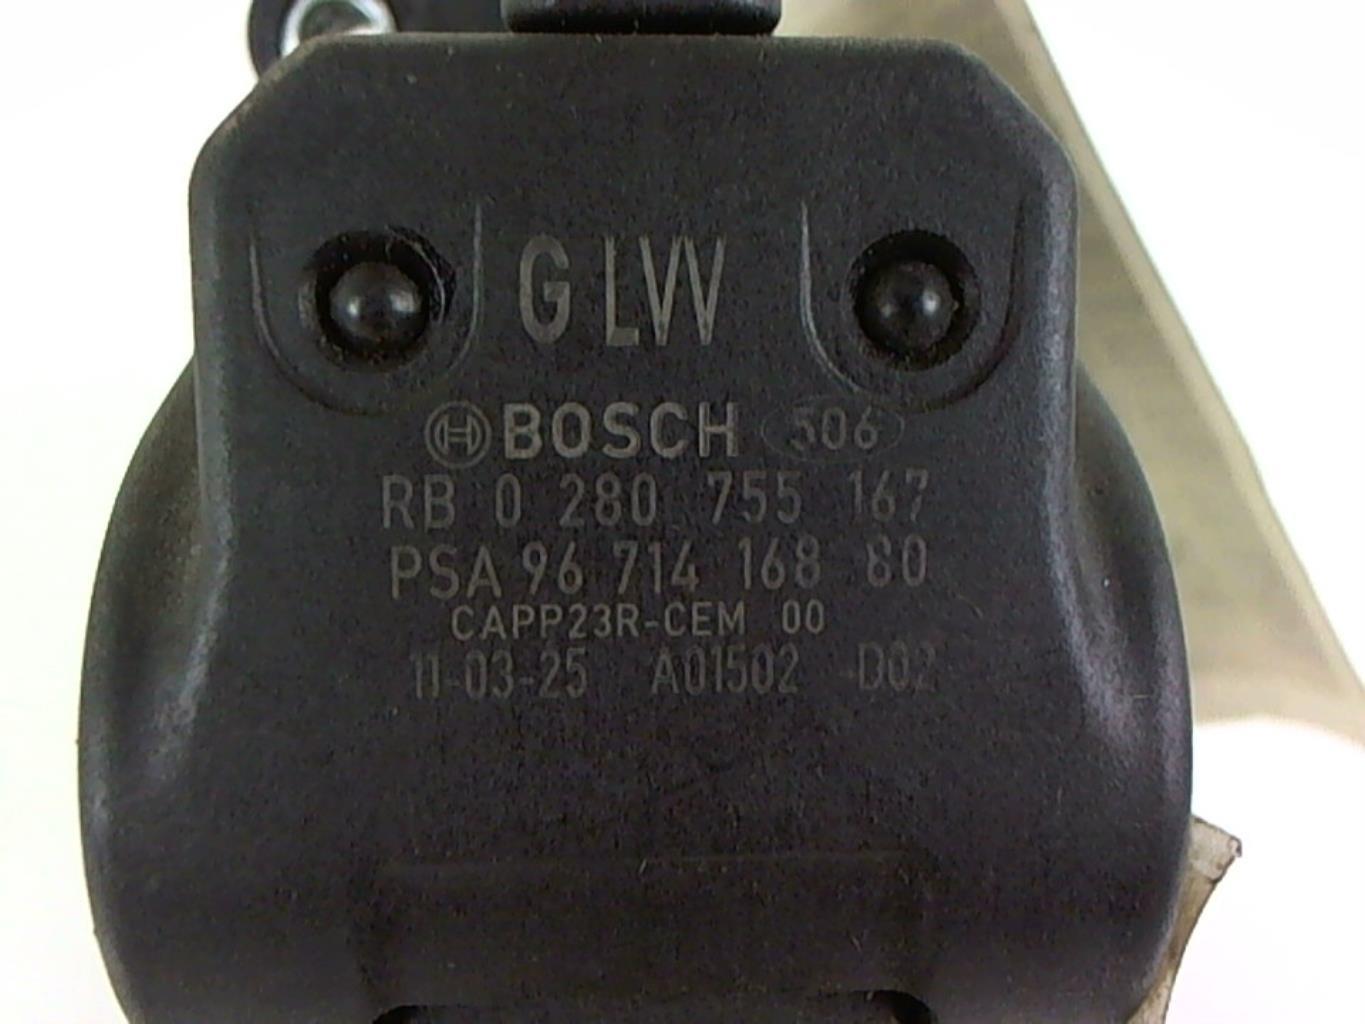 G LW
BOSCH 506
RB 0 280 755 167
PSA 96 714 168 80
CAPP23R-CEM 00
11-03-25 A01502 D02